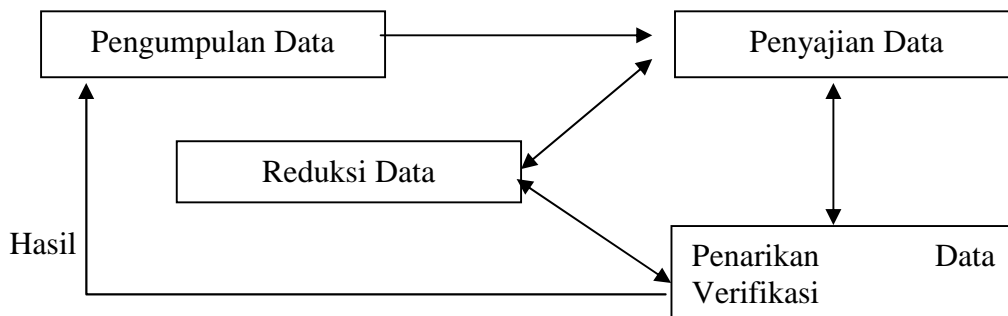 Pengumpulan Data
Penyajian Data
Reduksi Data
Hasil
Penarikan Data
Verifikasi